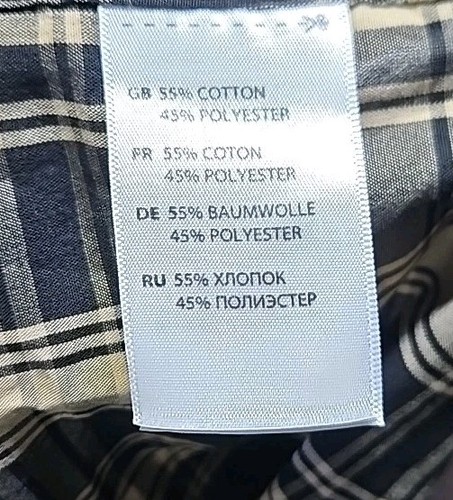 GB 55% COTTON
45% POLYESTER
FR 55% COTON
45% POLYESTER
DE 55% BAUMWOLLE
45% POLYESTER
RU 55% ХЛОПОК
45% ПОЛИЭСТЕР